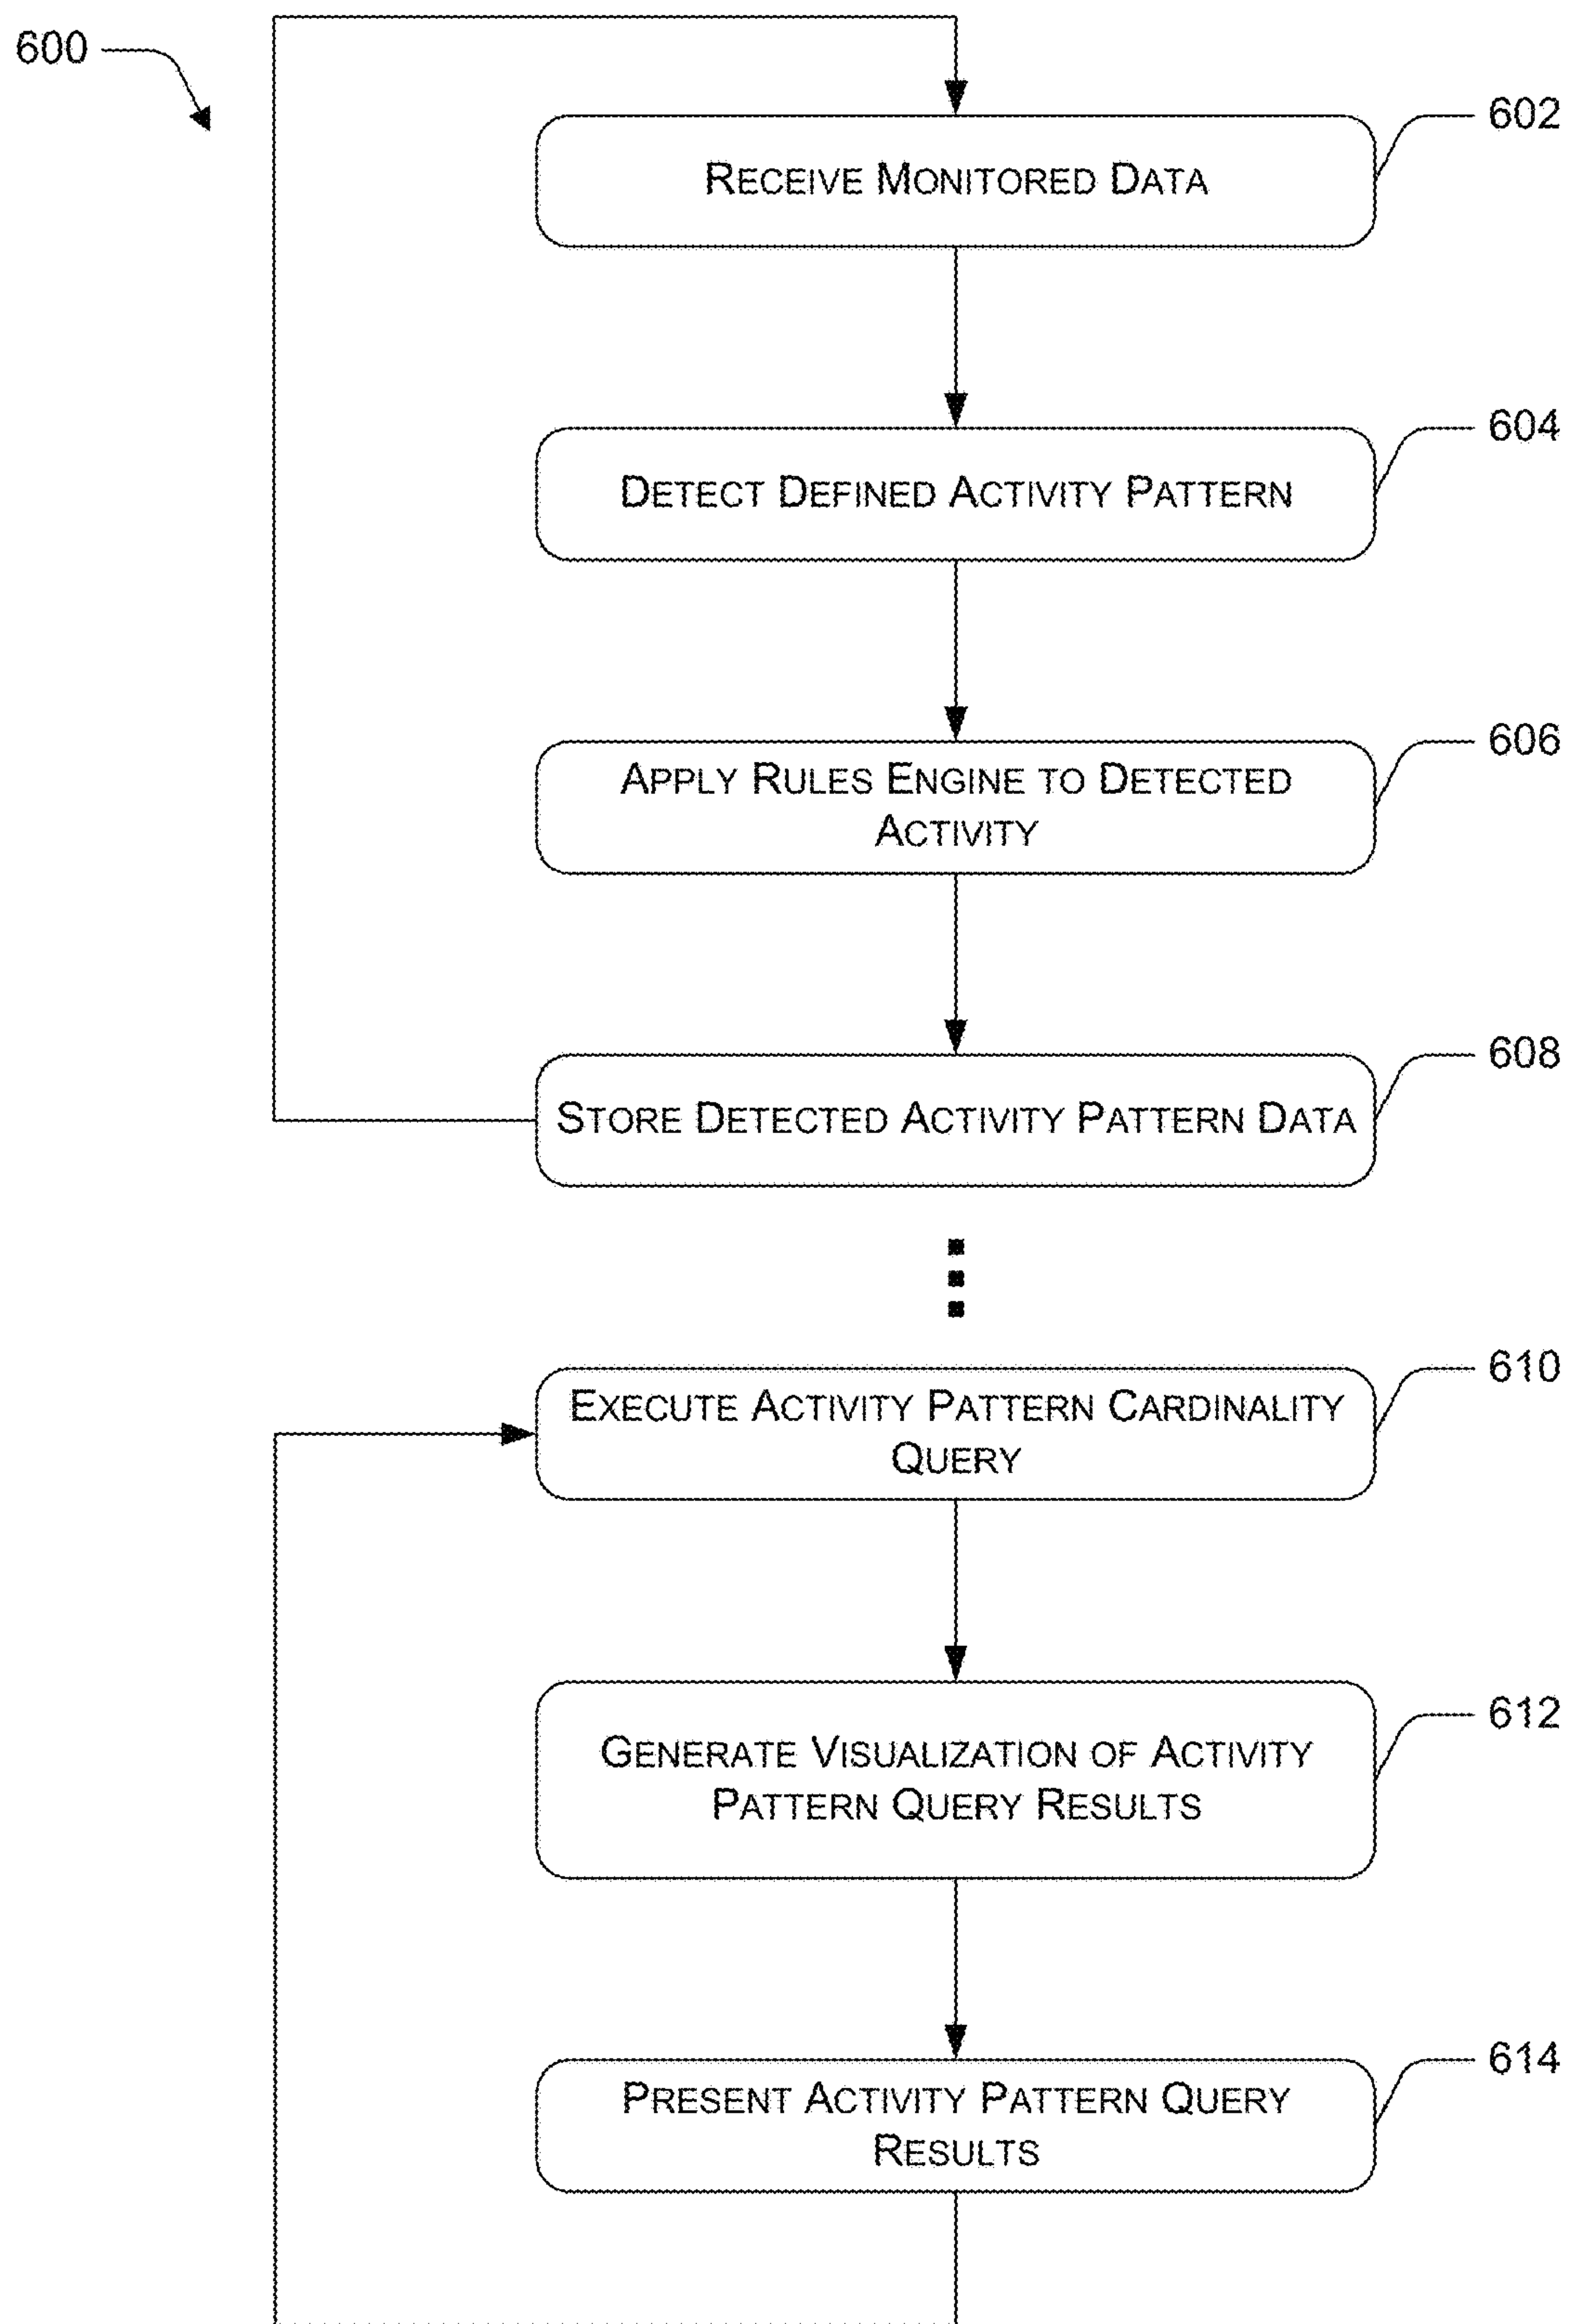 600
602
RECEIVE MONITORED DATA
604
DETECT DEFINED ACTIVITY PATTERN
606
APPLY RULES ENGINE TO DETECTED
ACTIVITY
608
STORE DETECTED ACTIVITY PATTERN DATA
610
EXECUTE ACTIVITY PATTERN CARDINALITY
QUERY
612
GENERATE VISUALIZATION OF ACTIVITY
PATTERN QUERY RESULTS
614
PRESENT ACTIVITY PATTERN QUERY
RESULTS